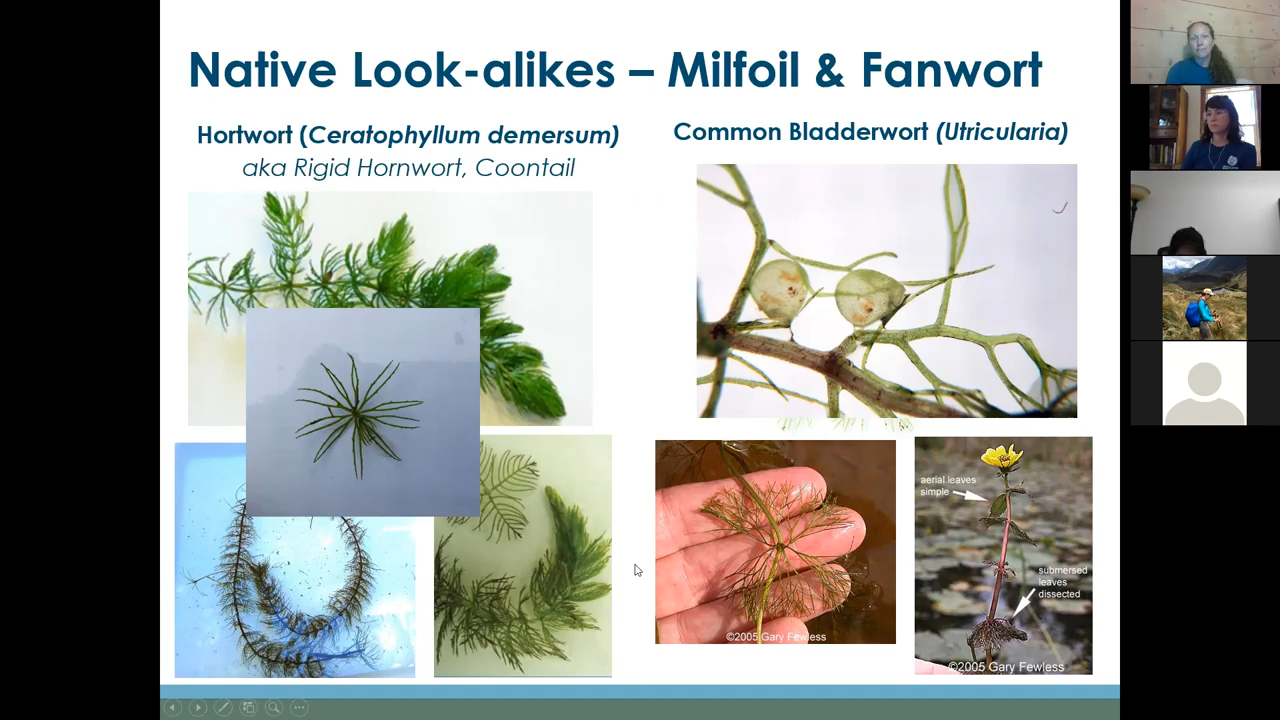 Native Look-alikes – Milfoil & Fanwort
Hortwort (Ceratophyllum demersum)
aka Rigid Hornwort, Coontail
Common Bladderwort (Utricularia)
aerial leaves
simple
submersed
leaves
dissected
©2005 Gary Fewless
©2005 Gary Fewless